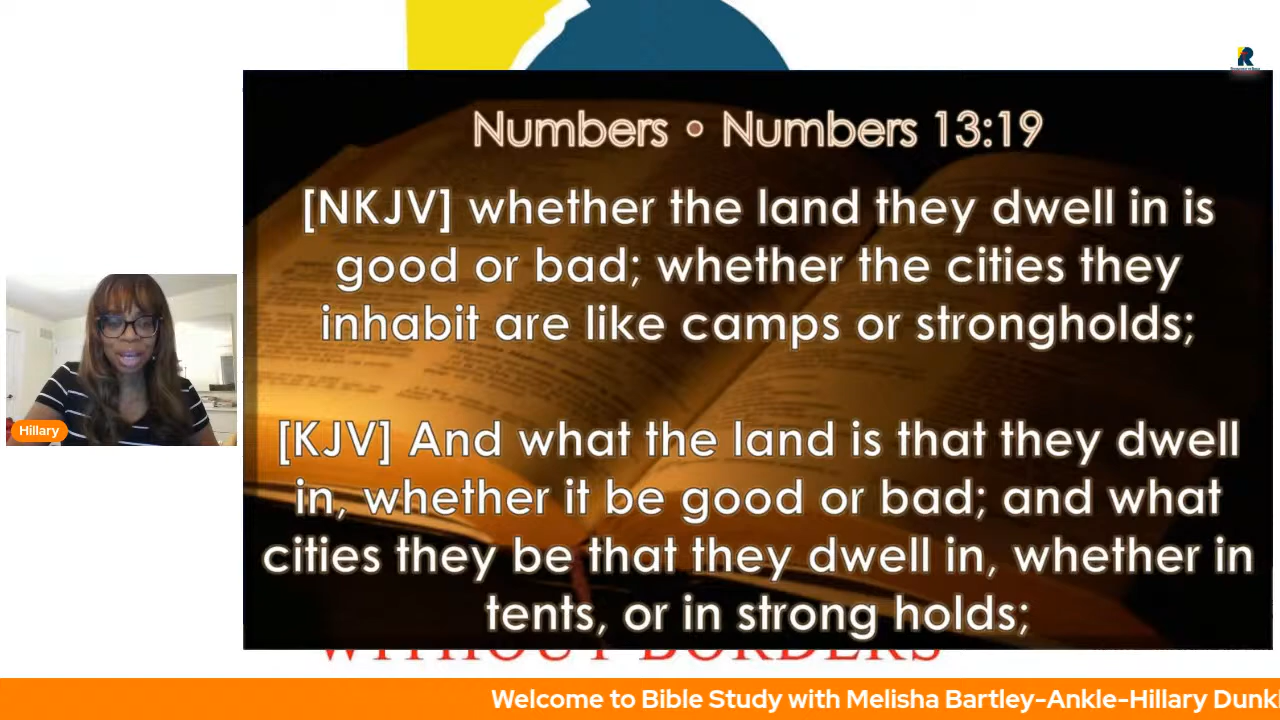 Numbers • Numbers 13:19
[NKJV] whether the land they dwell in is
good or bad; whether the cities they
inhabit are like camps or strongholds;
[KJV] And what the land is that they dwell
in, whether it be good or bad; and what
cities they be that they dwell in, whether in
tents, or in strong holds;
Hillary
WITHOUT BORDERS
Welcome to Bible Study with Melisha Bartley-Ankle-Hillary Dunk